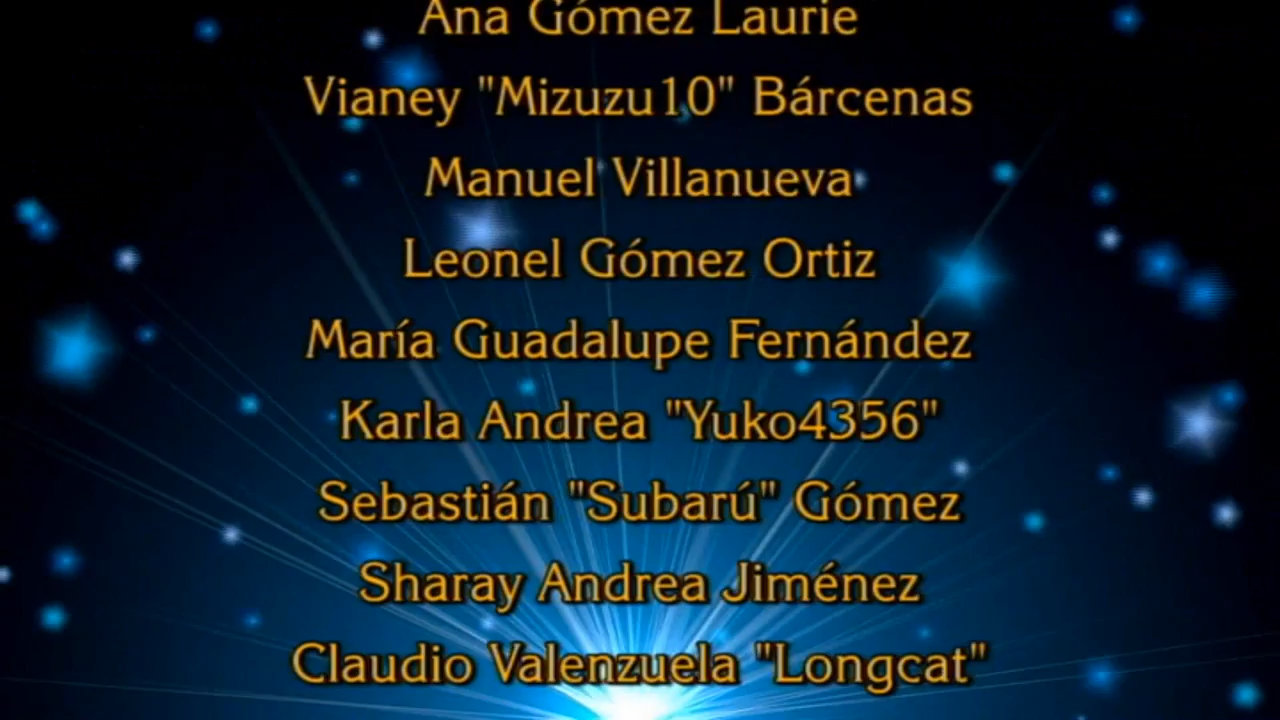 Ana Gómez Laurie
Vianey "Mizuzu10" Bárcenas
Manuel Villanueva
Leonel Gómez Ortiz
María Guadalupe Fernández
Karla Andrea "Yuko4356"
Sebastián "Subarú" Gómez
Sharay Andrea Jiménez
Claudio Valenzuela "Longcat"